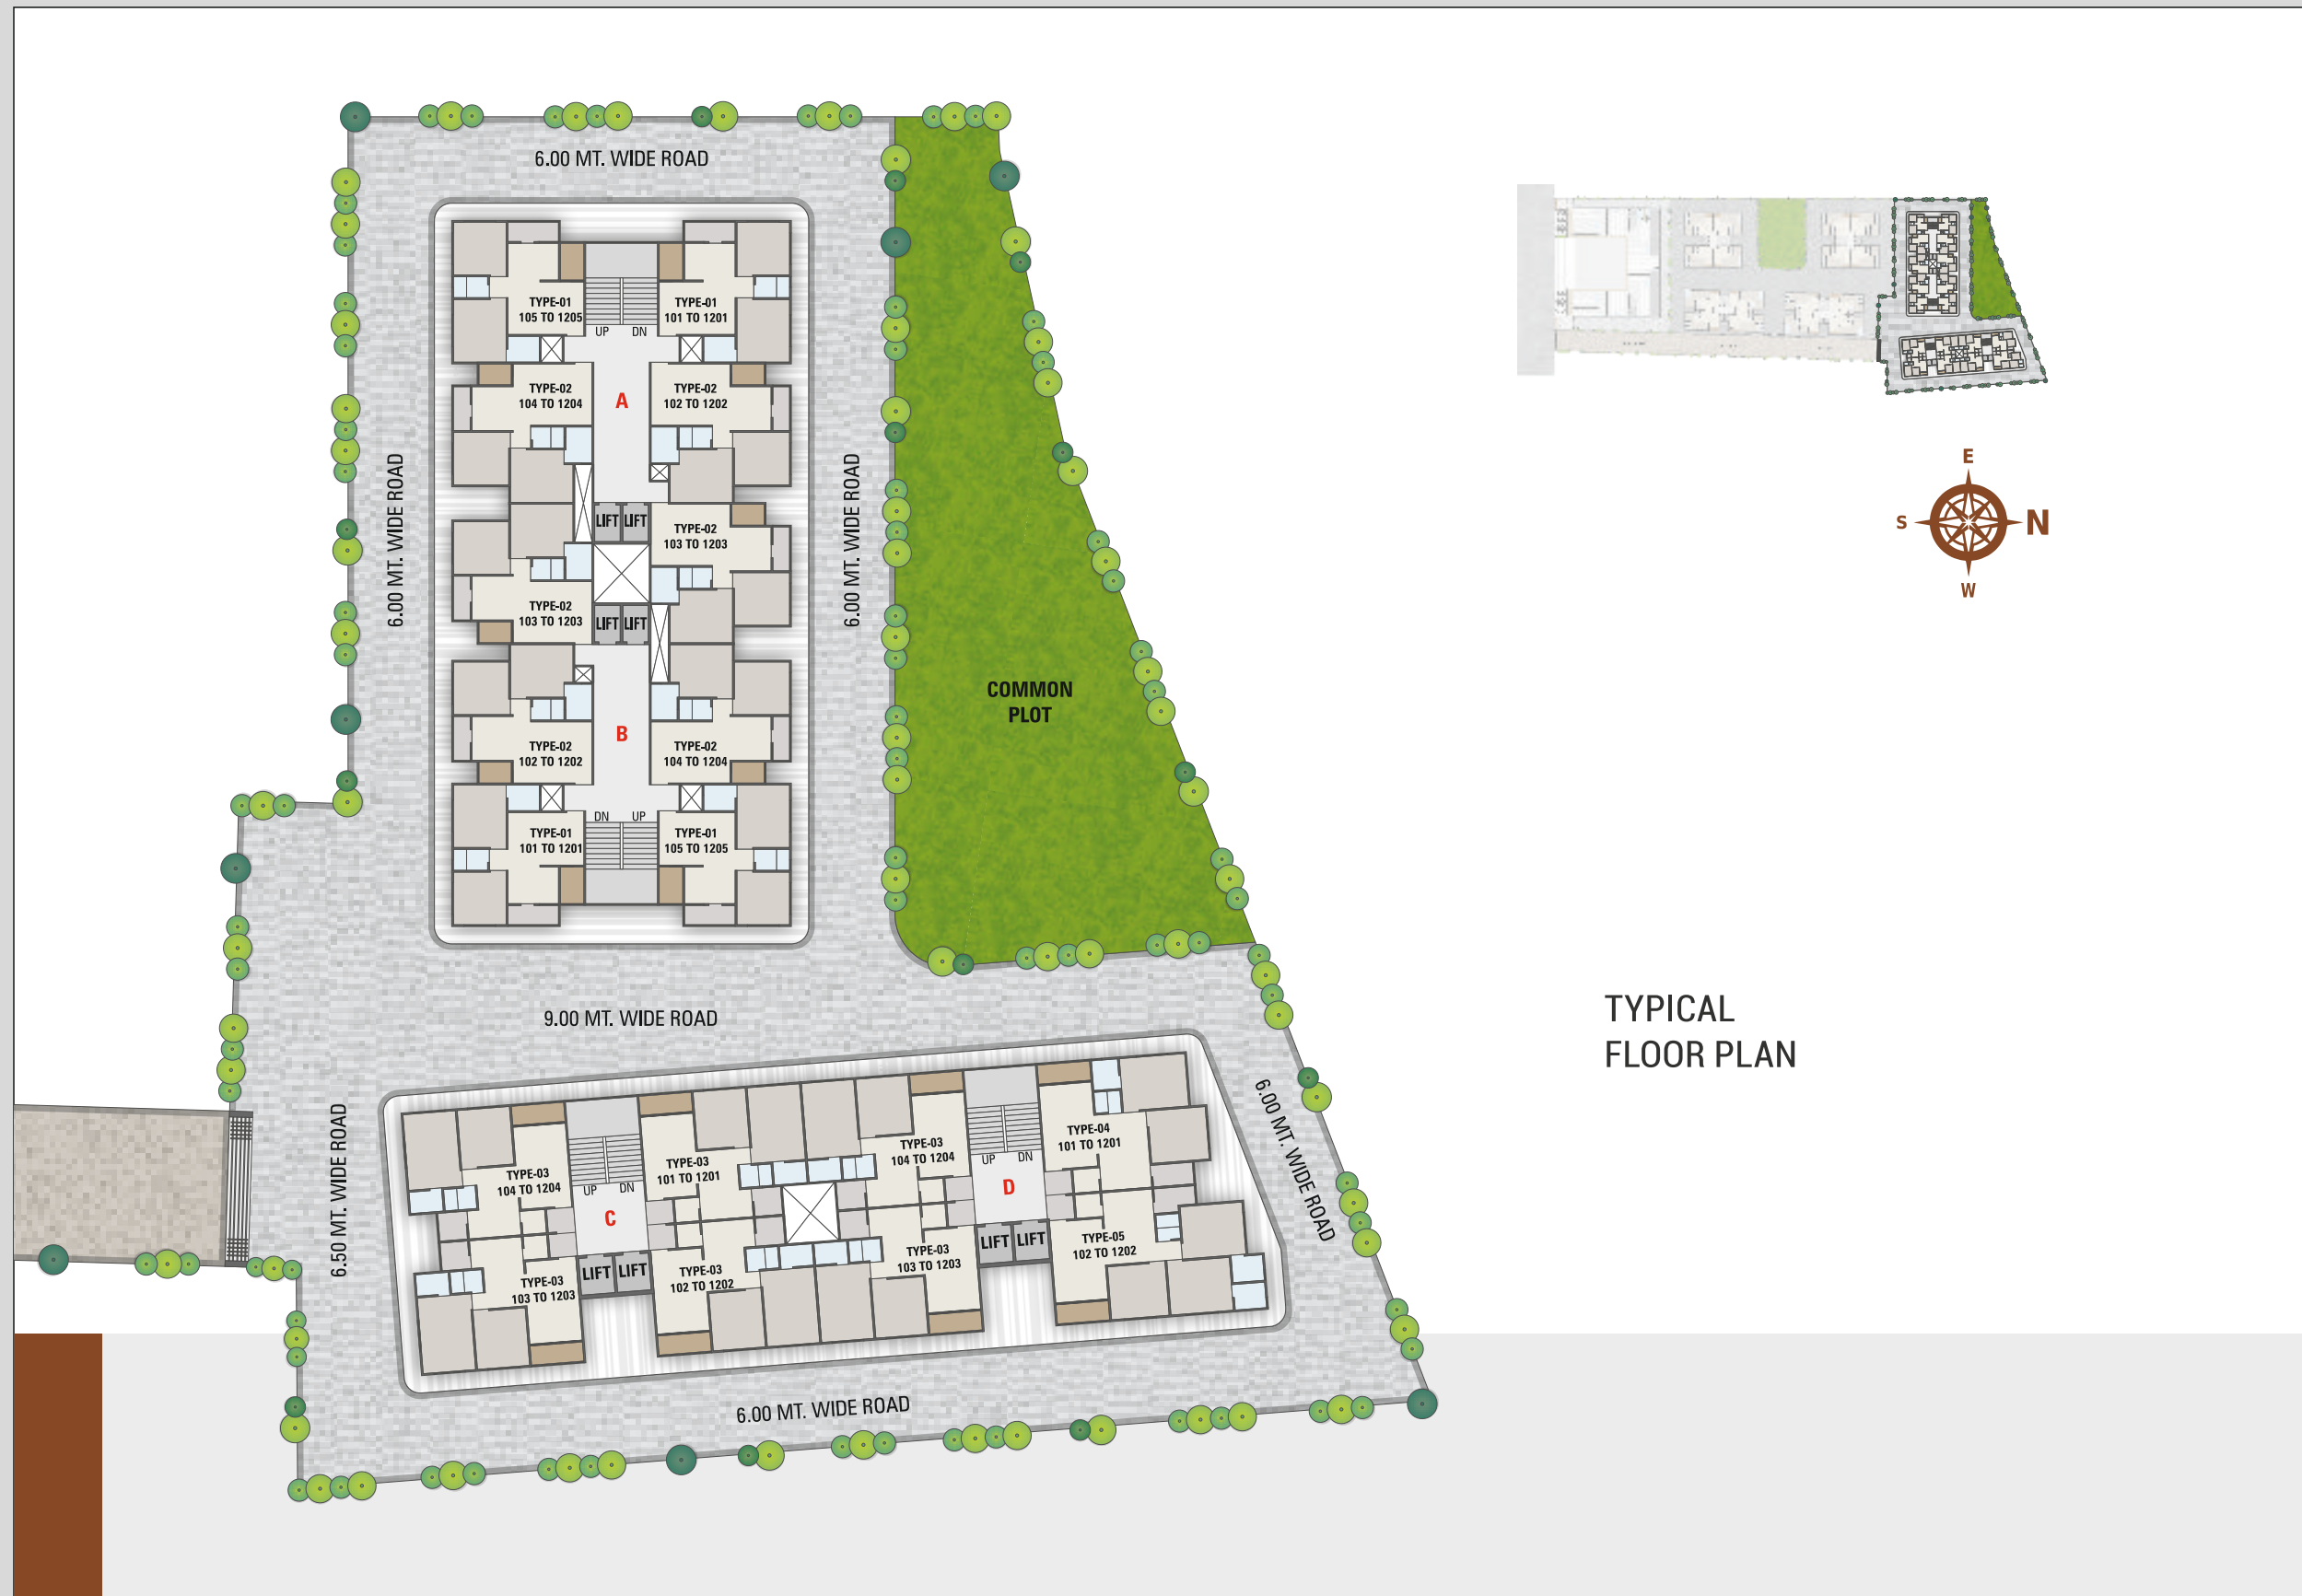 6.00 MT. WIDE ROAD
TYPE-01
105 TO 1205
TYPE-01
101 TO 1201
UP
DN
TYPE-02
104 TO 1204
A
TYPE-02
102 TO 1202
6.00 MT. WIDE ROAD
6.00 MT. WIDE ROAD
LIFT
LIFT
TYPE-02
103 TO 1203
TYPE-02
103 TO 1203
LIFT
LIFT
TYPE-02
102 TO 1202
B
TYPE-02
104 TO 1204
DN
UP
TYPE-01
101 TO 1201
TYPE-01
105 TO 1205
COMMON
PLOT
E
S
N
W
TYPICAL
FLOOR PLAN
9.00 MT. WIDE ROAD
6.50 MT. WIDE ROAD
6.00 MT. WIDE ROAD
TYPE-03
104 TO 1204
UP
DN
C
TYPE-03
101 TO 1201
TYPE-03
104 TO 1204
UP
DN
D
TYPE-04
101 TO 1201
TYPE-03
103 TO 1203
LIFT
LIFT
TYPE-03
102 TO 1202
TYPE-03
103 TO 1203
LIFT
LIFT
TYPE-05
102 TO 1202
6.00 MT. WIDE ROAD